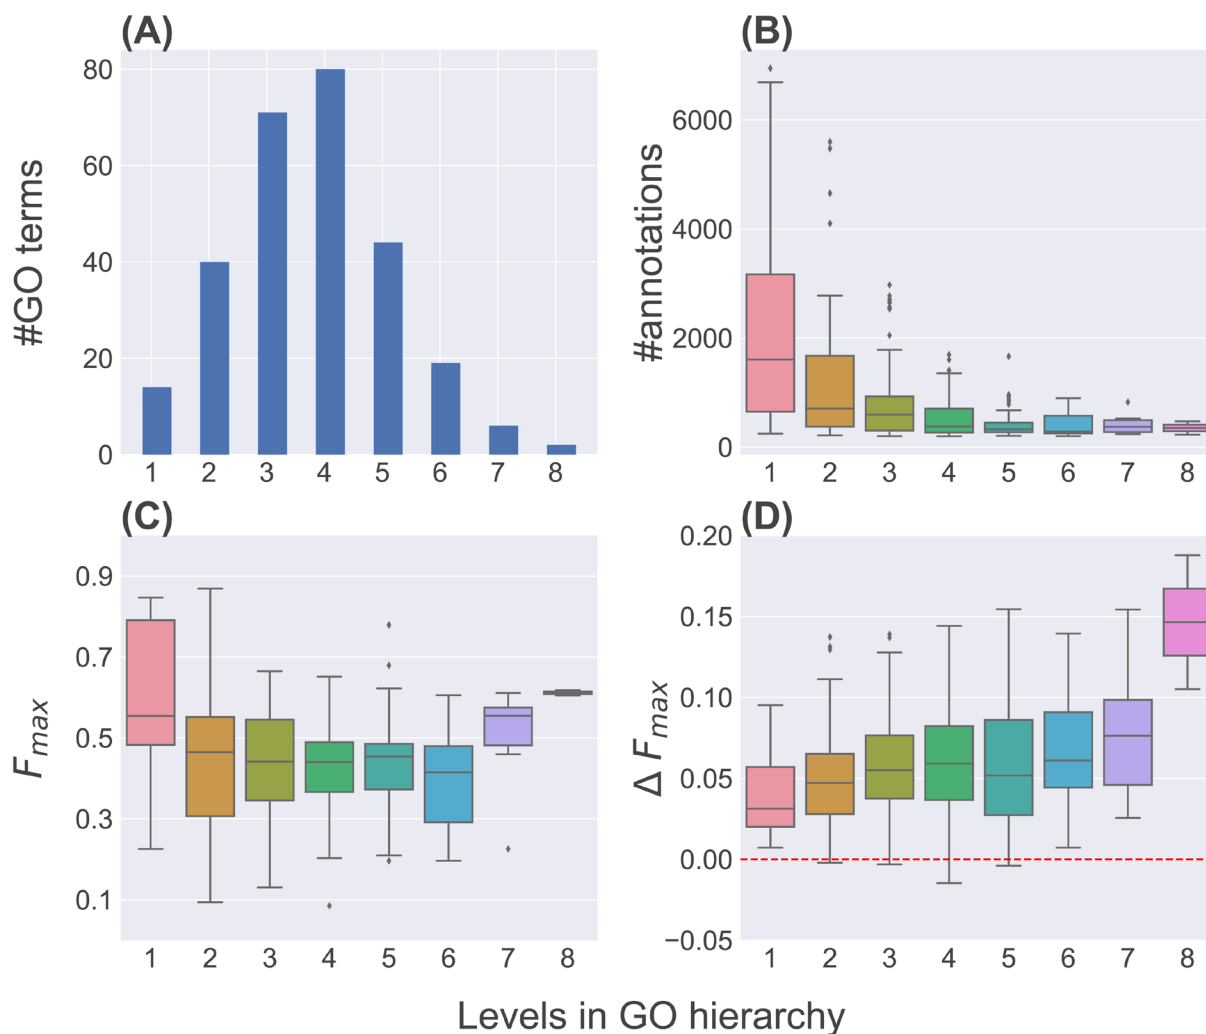 (A)
#GO terms
80
60
40
20
0
1 2 3 4 5 6 7 8
(B)
#annotations
6000
4000
2000
0
1 2 3 4 5 6 7 8
(C)
F_max
0.9
0.7
0.5
0.3
0.1
1 2 3 4 5 6 7 8
(D)
Δ F_max
0.20
0.15
0.10
0.05
0.00
−0.05
1 2 3 4 5 6 7 8
Levels in GO hierarchy